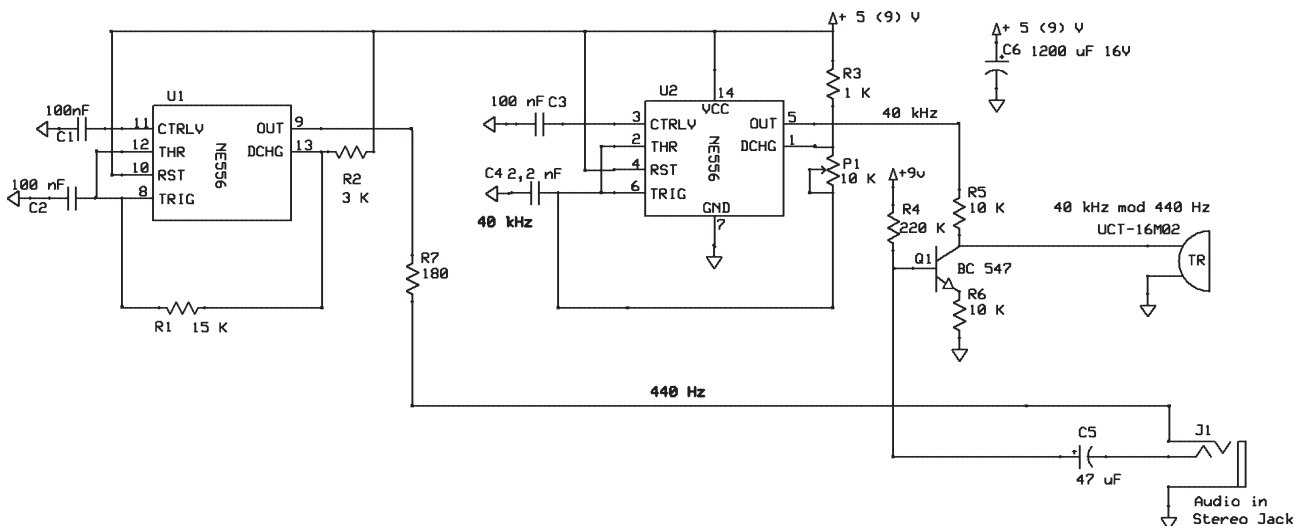 + 5 (9) V
+ 5 (9) V
C6 1200 uF 16V
+
R3
1 K
100nF
C1
U1
11 CTRLV
12 THR
10 RST
8 TRIG
OUT 9
DCHG 13
NE556
R2
3 K
100 nF
C2
R1 15 K
R7
180
100 nF C3
C4 2,2 nF
40 kHz
U2
14
VCC
3 CTRLV
2 THR
4 RST
6 TRIG
OUT 5
DCHG 1
NE556
GND
7
P1
10 K
40 kHz
+9v
R4
220 K
R5
10 K
Q1
BC 547
R6
10 K
40 kHz mod 440 Hz
UCT-16M02
TR
440 Hz
C5
+
47 uF
J1
Audio in
Stereo Jack